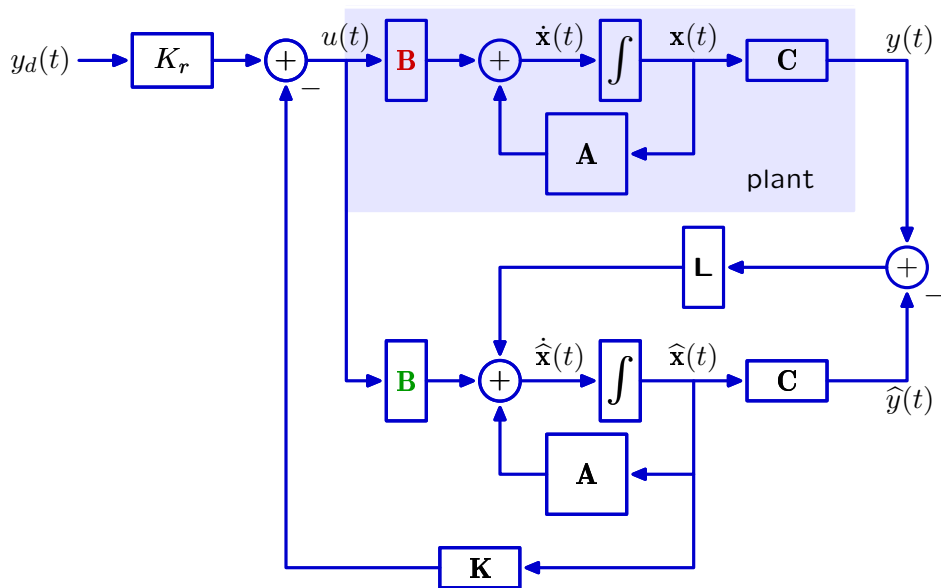 y_d(t)
K_r
+
−
u(t)
B
+
ẋ(t)
∫
x(t)
C
y(t)
A
plant
L
+
−
B
+
x̂̇(t)
∫
x̂(t)
C
ŷ(t)
A
K